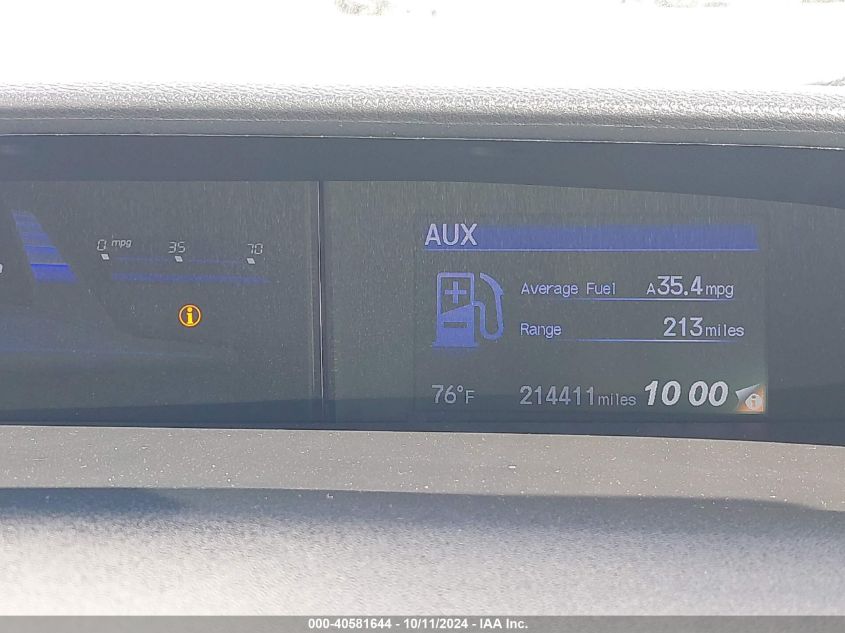 AUX
0 mpg 35 70
Average Fuel A35.4mpg
Range 213miles
76°F 214411miles 10 00
000-40581644 - 10/11/2024 - IAA Inc.